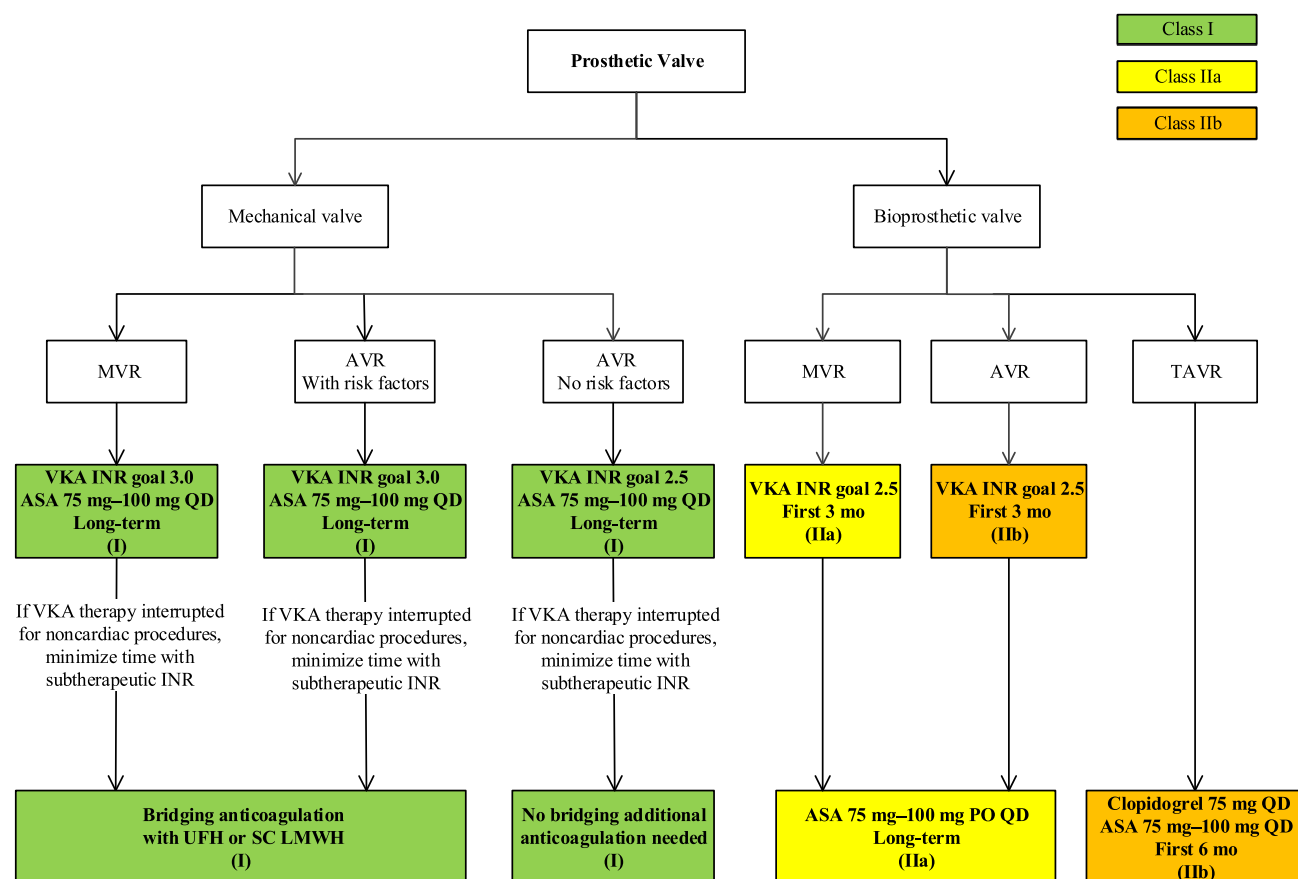 Class I
Class IIa
Class IIb
Prosthetic Valve
Mechanical valve
Bioprosthetic valve
MVR
AVR
With risk factors
AVR
No risk factors
MVR
AVR
TAVR
VKA INR goal 3.0
ASA 75 mg–100 mg QD
Long-term
(I)
VKA INR goal 3.0
ASA 75 mg–100 mg QD
Long-term
(I)
VKA INR goal 2.5
ASA 75 mg–100 mg QD
Long-term
(I)
VKA INR goal 2.5
First 3 mo
(IIa)
VKA INR goal 2.5
First 3 mo
(IIb)
If VKA therapy interrupted
for noncardiac procedures,
minimize time with
subtherapeutic INR
If VKA therapy interrupted
for noncardiac procedures,
minimize time with
subtherapeutic INR
If VKA therapy interrupted
for noncardiac procedures,
minimize time with
subtherapeutic INR
Bridging anticoagulation
with UFH or SC LMWH
(I)
No bridging additional
anticoagulation needed
(I)
ASA 75 mg–100 mg PO QD
Long-term
(IIa)
Clopidogrel 75 mg QD
ASA 75 mg–100 mg QD
First 6 mo
(IIb)